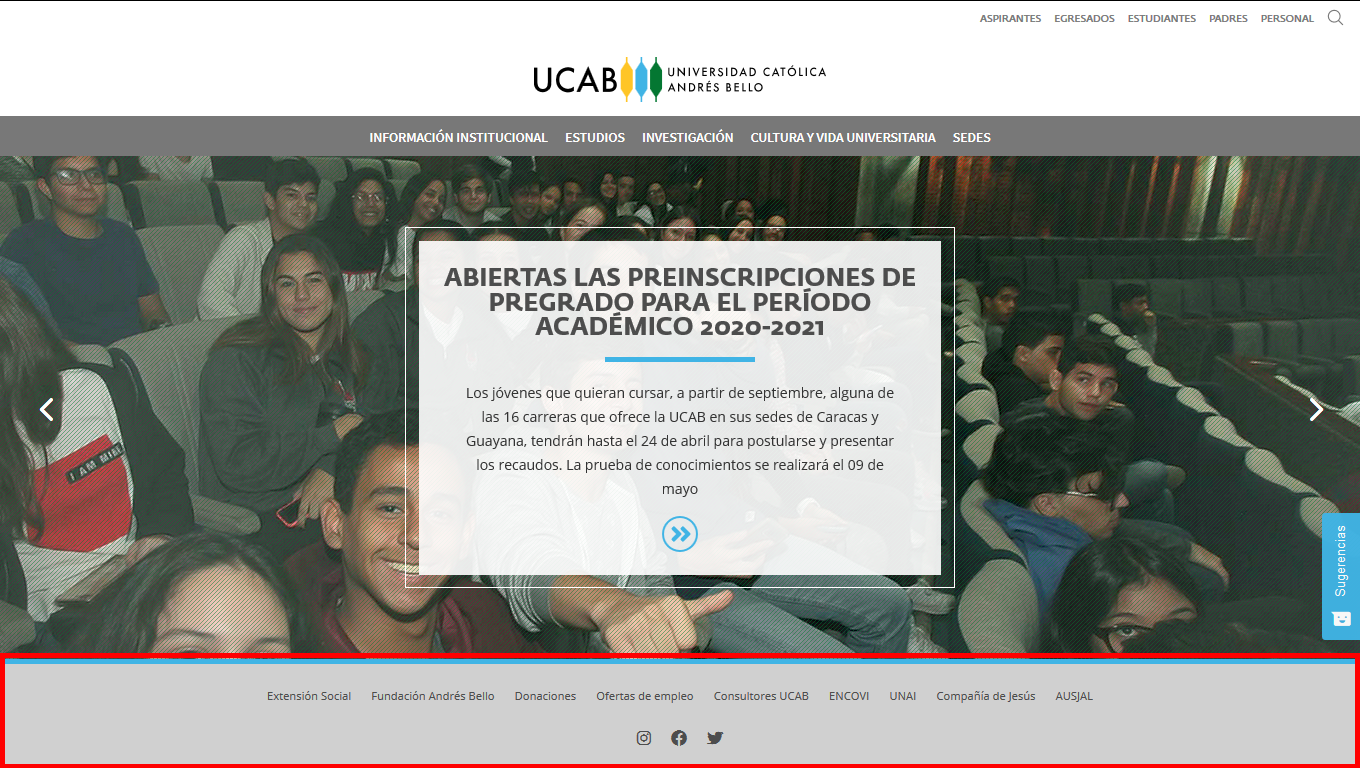 ASPIRANTES EGRESADOS ESTUDIANTES PADRES PERSONAL
UCAB UNIVERSIDAD CATÓLICA
ANDRÉS BELLO
INFORMACIÓN INSTITUCIONAL ESTUDIOS INVESTIGACIÓN CULTURA Y VIDA UNIVERSITARIA SEDES
ABIERTAS LAS PREINSCRIPCIONES DE
PREGRADO PARA EL PERÍODO
ACADÉMICO 2020-2021
Los jóvenes que quieran cursar, a partir de septiembre, alguna de
las 16 carreras que ofrece la UCAB en sus sedes de Caracas y
Guayana, tendrán hasta el 24 de abril para postularse y presentar
los recaudos. La prueba de conocimientos se realizará el 09 de
mayo
I AM
Sugerencias
Extensión Social Fundación Andrés Bello Donaciones Ofertas de empleo Consultores UCAB ENCOVI UNAI Compañía de Jesús AUSJAL